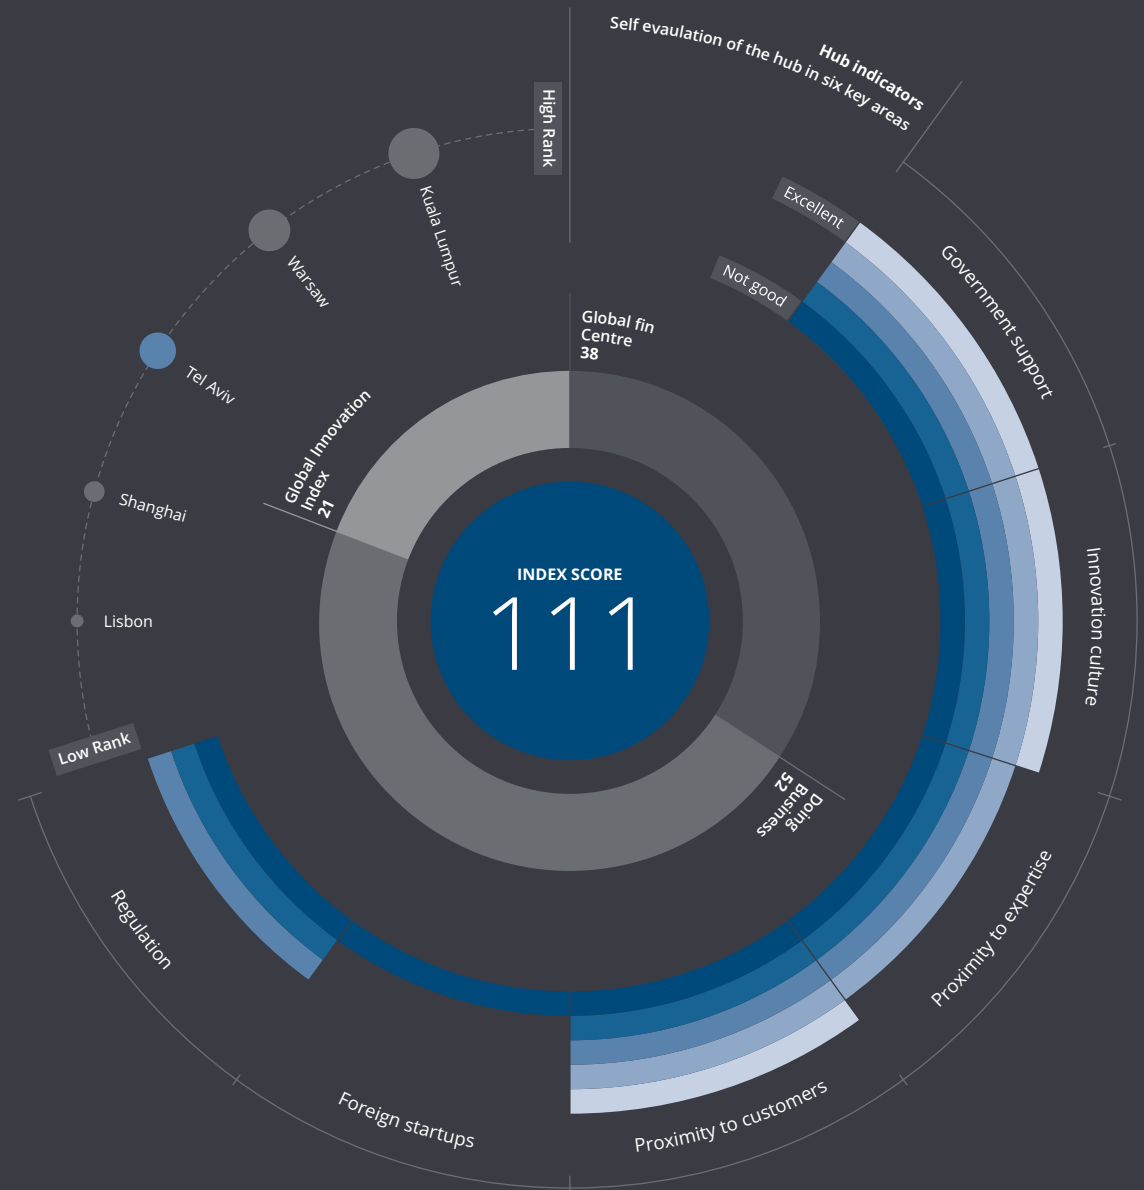 Hub indicators
Self evaulation of the hub in six key areas
High Rank
Kuala Lumpur
Warsaw
Tel Aviv
Shanghai
Lisbon
Low Rank
Excellent
Not good
Government support
Innovation culture
Proximity to expertise
Proximity to customers
Foreign startups
Regulation
Global fin
Centre
38
Global Innovation
Index
21
Doing
Business
52
INDEX SCORE
111